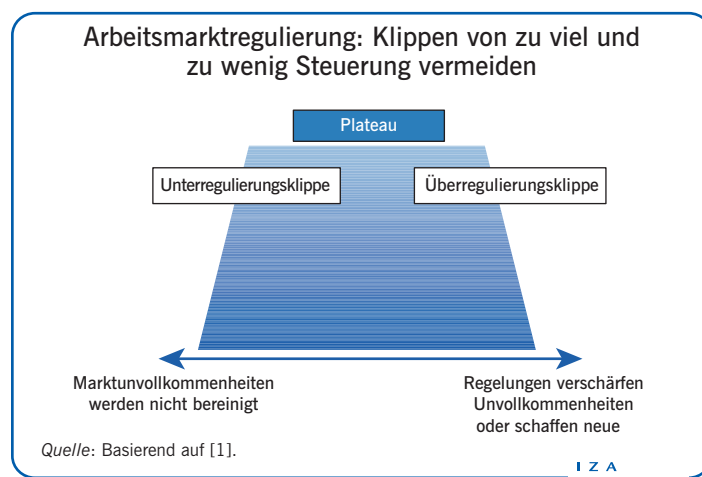 Arbeitsmarktregulierung: Klippen von zu viel und
zu wenig Steuerung vermeiden
Plateau
Unterregulierungsklippe
Überregulierungsklippe
Marktunvollkommenheiten
werden nicht bereinigt
Regelungen verschärfen
Unvollkommenheiten
oder schaffen neue
Quelle: Basierend auf [1].
I Z A